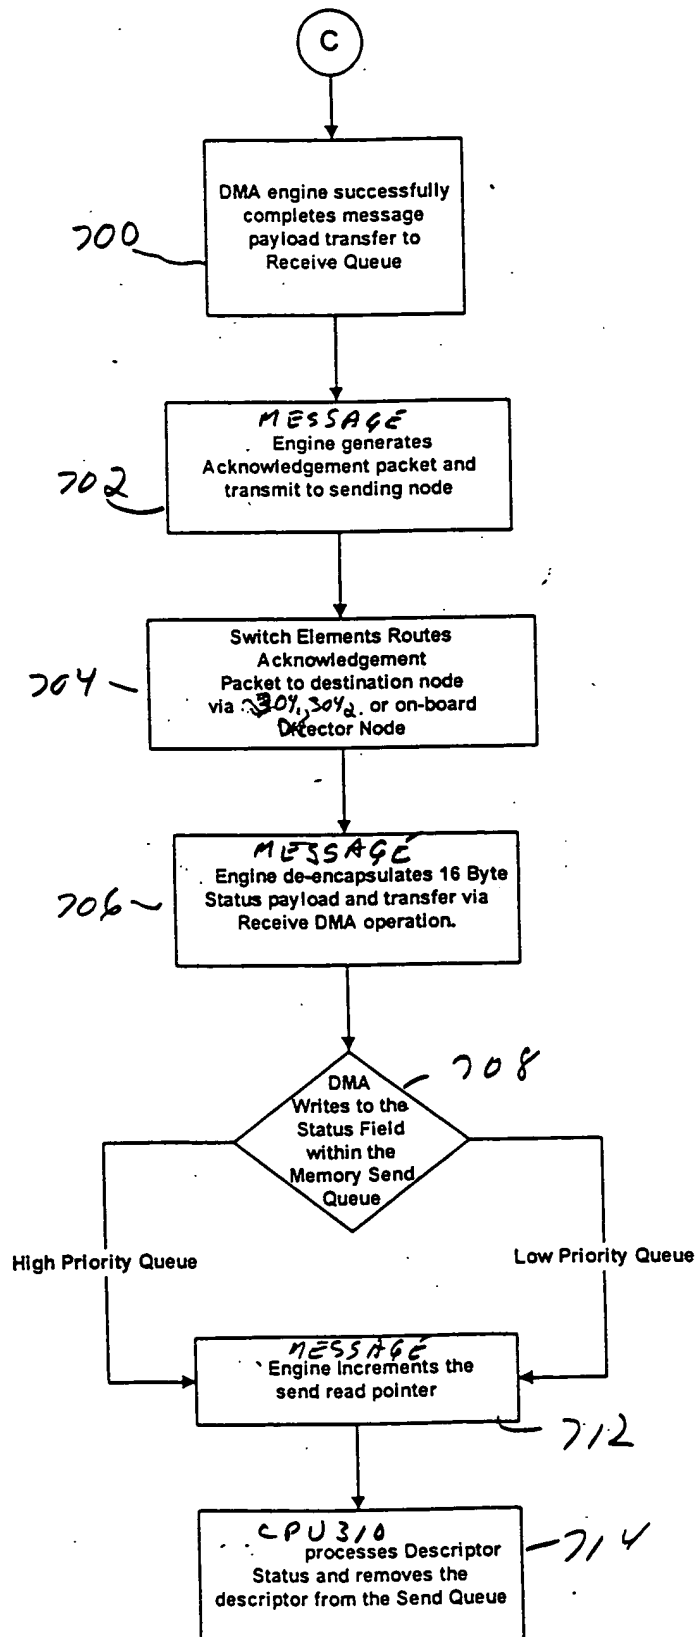 C
DMA engine successfully
completes message
payload transfer to
Receive Queue
700
MESSAGE
Engine generates
Acknowledgement packet and
transmit to sending node
702
Switch Elements Routes
Acknowledgement
Packet to destination node
via 304, 304₂ or on-board
Director Node
704
MESSAGE
Engine de-encapsulates 16 Byte
Status payload and transfer via
Receive DMA operation.
706
708
DMA
Writes to the
Status Field
within the
Memory Send
Queue
High Priority Queue
Low Priority Queue
MESSAGE
Engine Increments the
send read pointer
712
CPU 310
processes Descriptor
Status and removes the
descriptor from the Send Queue
714